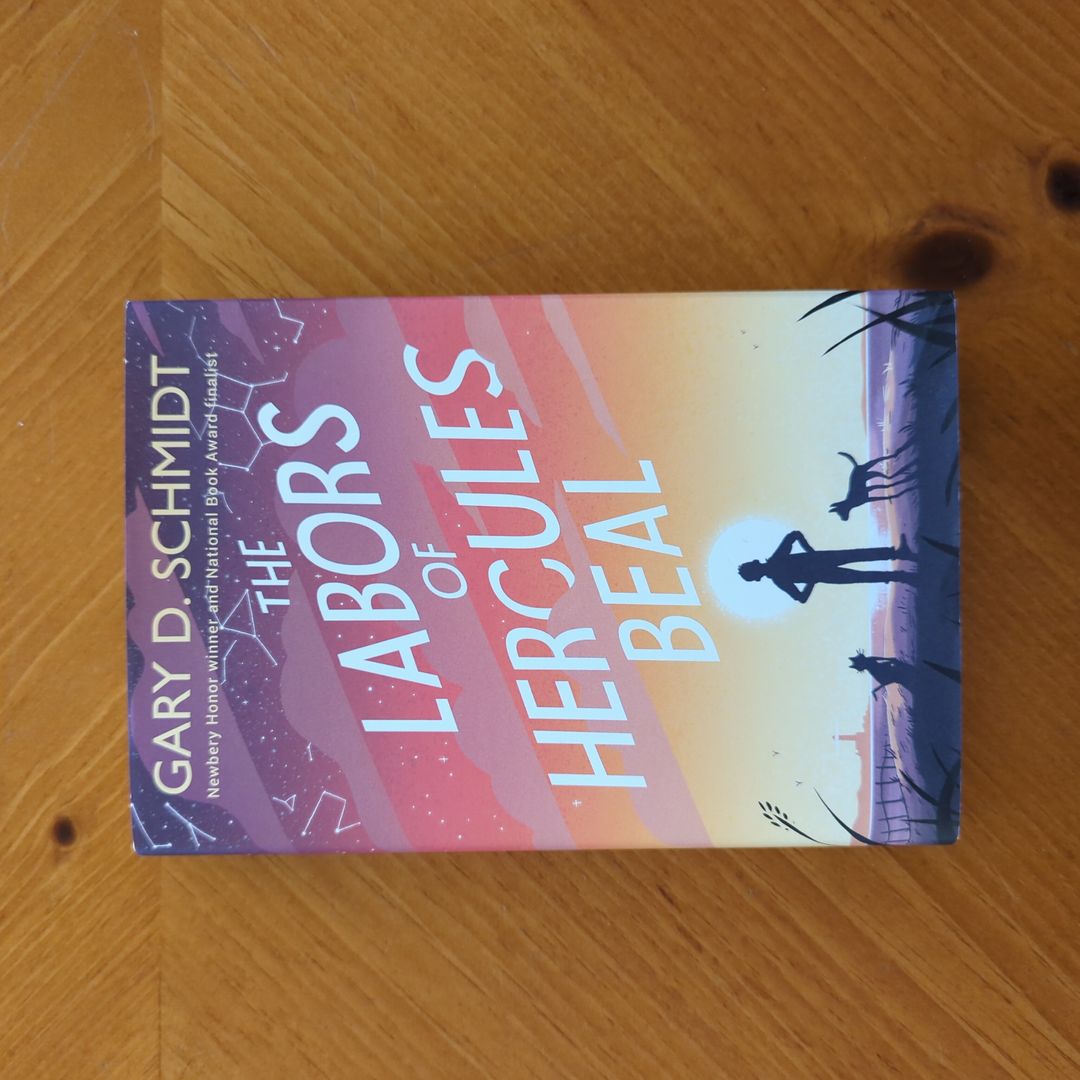 GARY D. SCHMIDT
Newbery Honor winner and National Book Award finalist
THE
LABORS
OF
HERCULES
BEAL